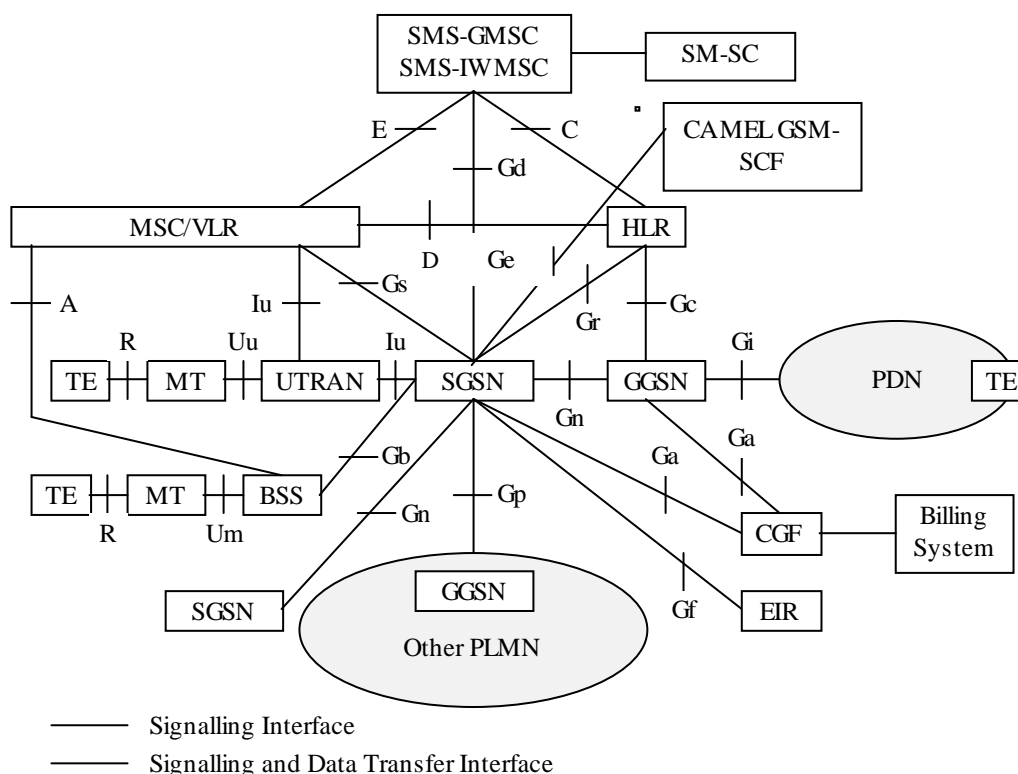 SMS-GMSC
SMS-IWMSC
SM-SC
CAMEL GSM-
SCF
E
C
Gd
MSC/VLR
HLR
D
Ge
A
Iu
Gs
Gr
Gc
R
Uu
Iu
Gi
TE
MT
UTRAN
SGSN
GGSN
PDN
TE
Gn
Gb
Ga
Ga
TE
MT
BSS
Gp
R
Um
Gn
CGF
Billing
System
SGSN
GGSN
Gf
EIR
Other PLMN
Signalling Interface
Signalling and Data Transfer Interface